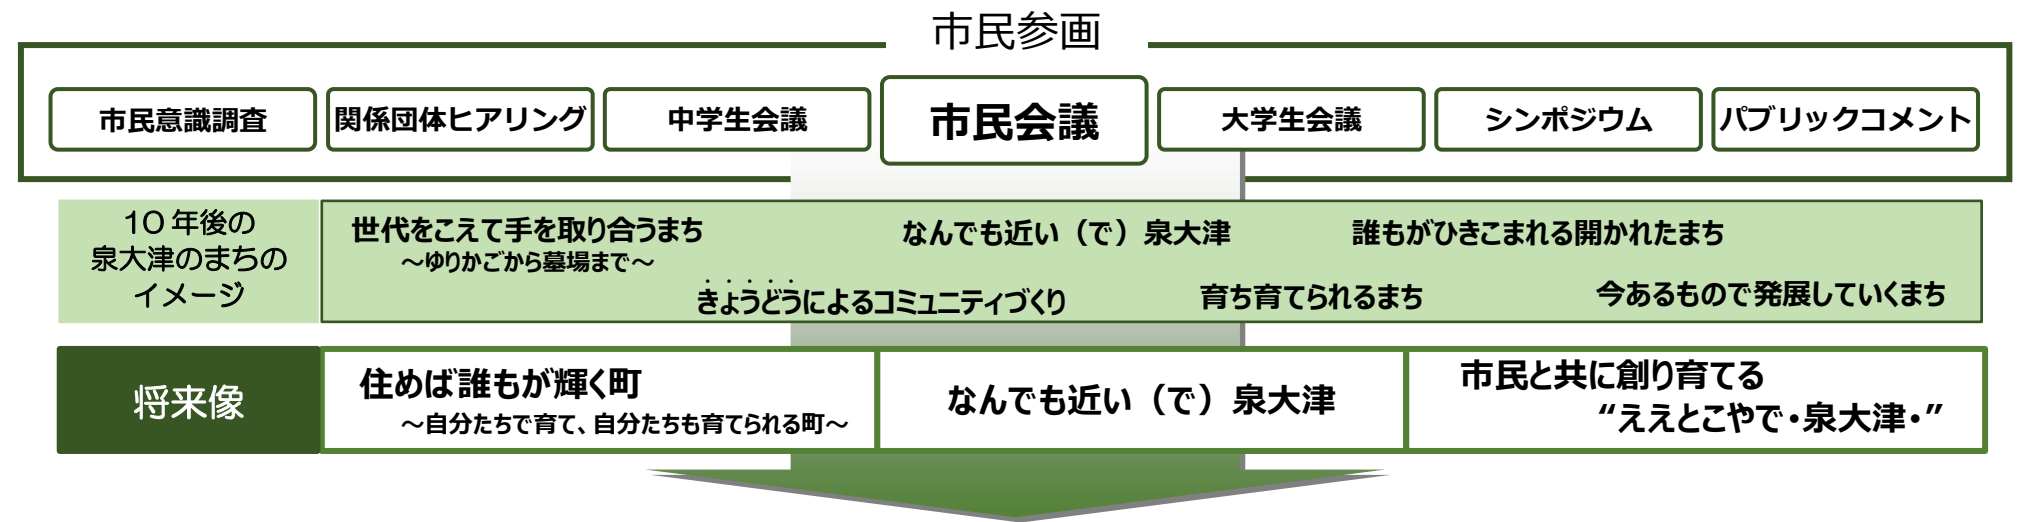 市民参画
市民意識調査
関係団体ヒアリング
中学生会議
市民会議
大学生会議
シンポジウム
パブリックコメント
10年後の
泉大津のまちの
イメージ
世代をこえて手を取り合うまち
～ゆりかごから墓場まで～
なんでも近い（で）泉大津
誰もがひきこまれる開かれたまち
きょうどうによるコミュニティづくり
育ち育てられるまち
今あるもので発展していくまち
将来像
住めば誰もが輝く町
～自分たちで育て、自分たちも育てられる町～
なんでも近い（で）泉大津
市民と共に創り育てる
“ええとこやで・泉大津・”